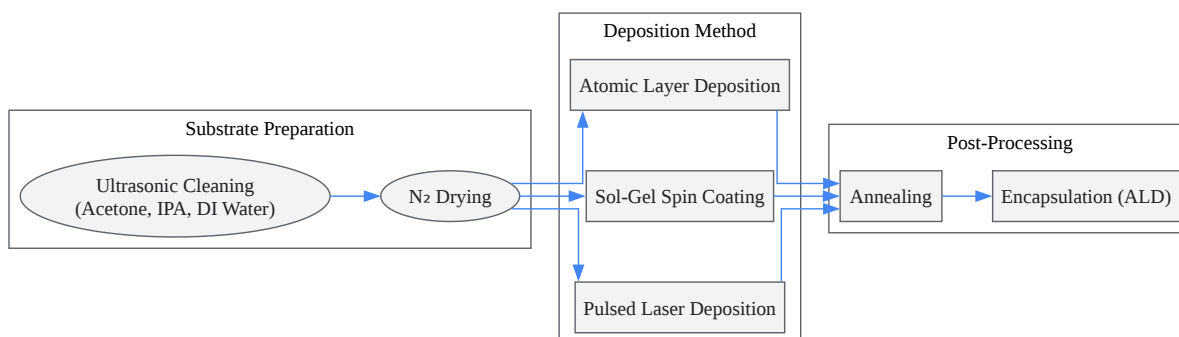 Substrate Preparation
Ultrasonic Cleaning
(Acetone, IPA, DI Water)
N₂ Drying
Deposition Method
Atomic Layer Deposition
Sol-Gel Spin Coating
Pulsed Laser Deposition
Post-Processing
Annealing
Encapsulation (ALD)